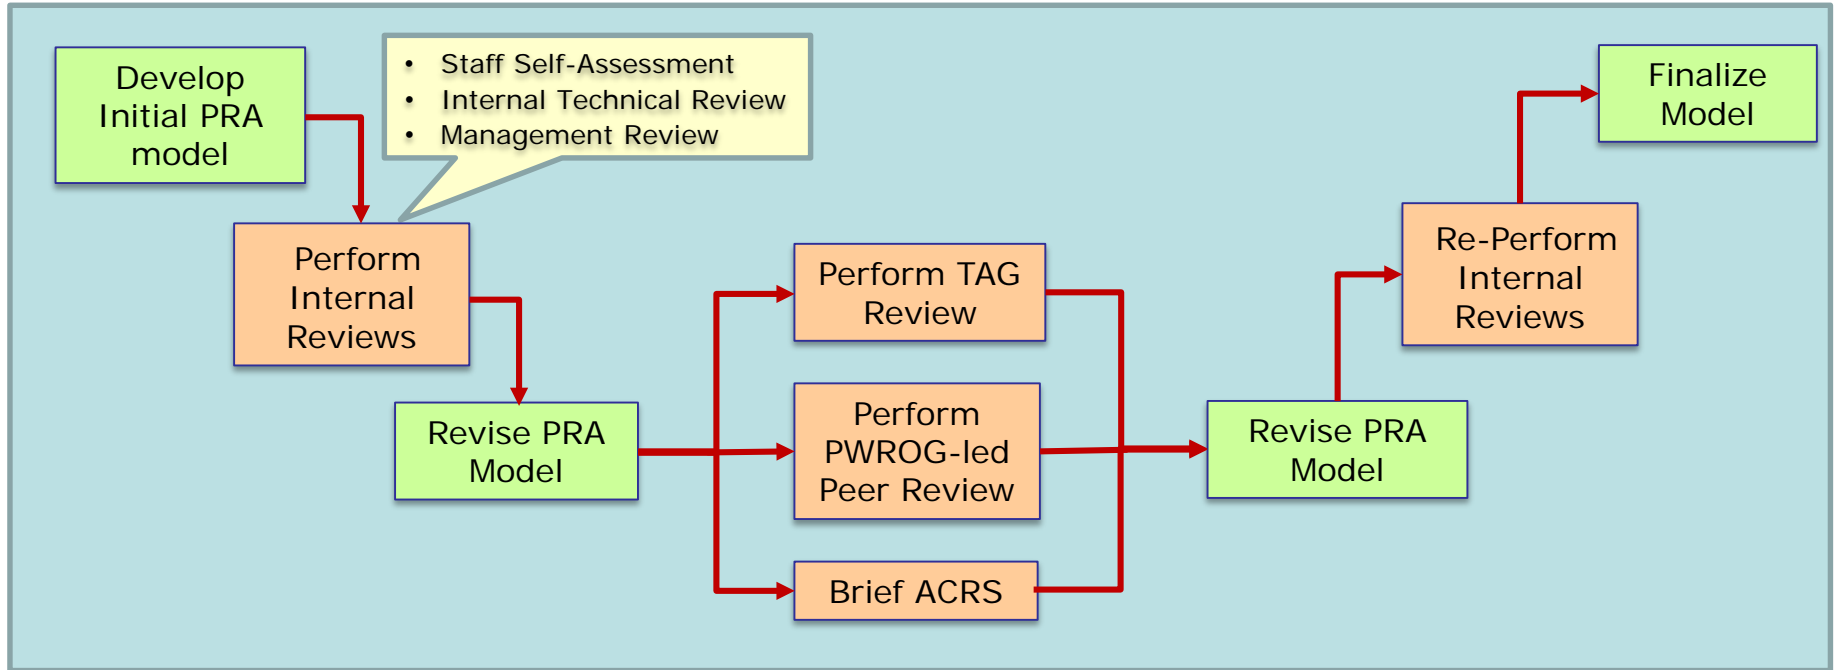 Develop
Initial PRA
model
• Staff Self-Assessment
• Internal Technical Review
• Management Review
Perform
Internal
Reviews
Revise PRA
Model
Perform TAG
Review
Perform
PWROG-led
Peer Review
Brief ACRS
Revise PRA
Model
Re-Perform
Internal
Reviews
Finalize
Model